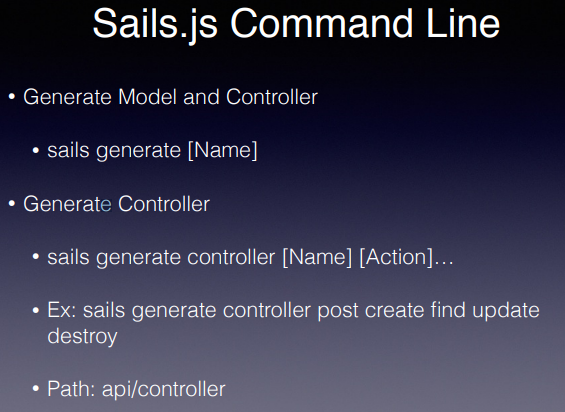 Sails.js Command Line
• Generate Model and Controller
• sails generate [Name]
• Generate Controller
• sails generate controller [Name] [Action]…
• Ex: sails generate controller post create find update
destroy
• Path: api/controller